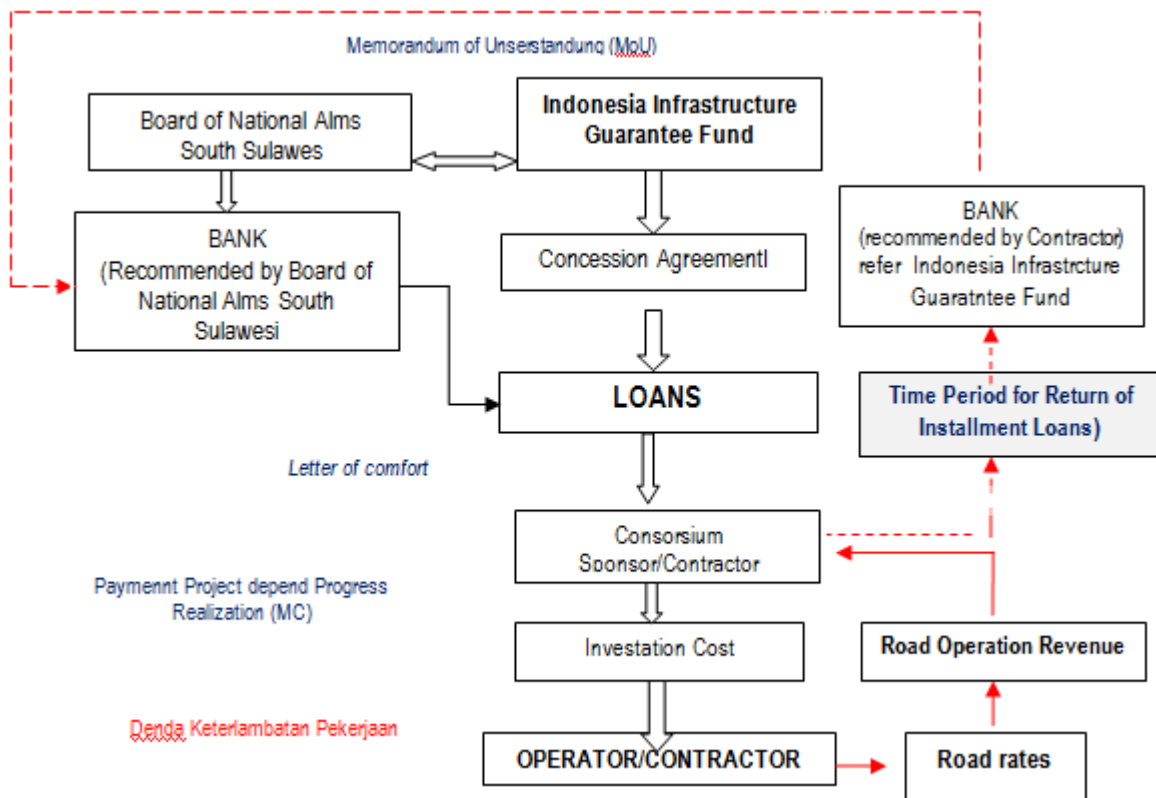 Memorandum of Unserstandung (MoU)
Board of National Alms
South Sulawes
Indonesia Infrastructure
Guarantee Fund
BANK
(Recommended by Board of
National Alms South
Sulawesi
Concession Agreementl
BANK
(recommended by Contractor)
refer Indonesia Infrastrcture
Guaratntee Fund
LOANS
Time Period for Return of
Installment Loans)
Letter of comfort
Consorsium
Sponsor/Contractor
Paymennt Project depend Progress
Realization (MC)
Investation Cost
Road Operation Revenue
Denda Keterlambatan Pekerjaan
OPERATOR/CONTRACTOR
Road rates